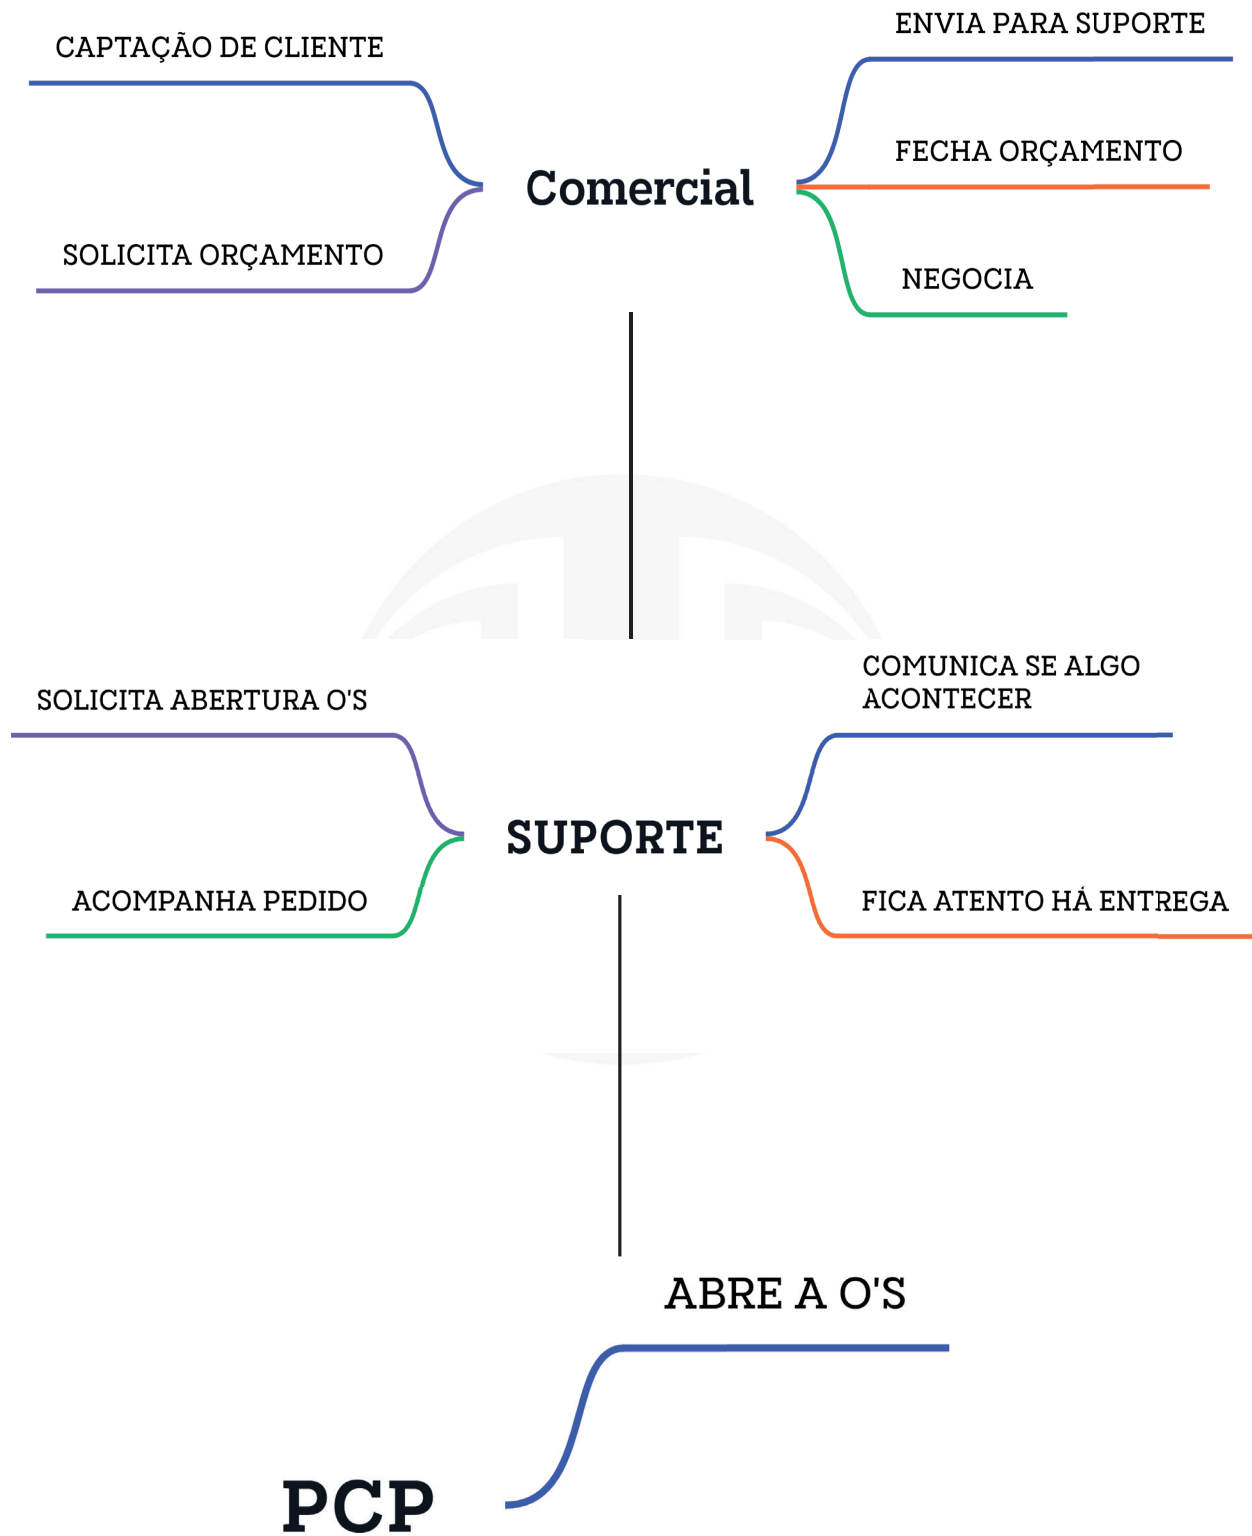 CAPTAÇÃO DE CLIENTE
SOLICITA ORÇAMENTO
Comercial
ENVIA PARA SUPORTE
FECHA ORÇAMENTO
NEGOCIA
SOLICITA ABERTURA O'S
ACOMPANHA PEDIDO
SUPORTE
COMUNICA SE ALGO
ACONTECER
FICA ATENTO HÁ ENTREGA
ABRE A O'S
PCP